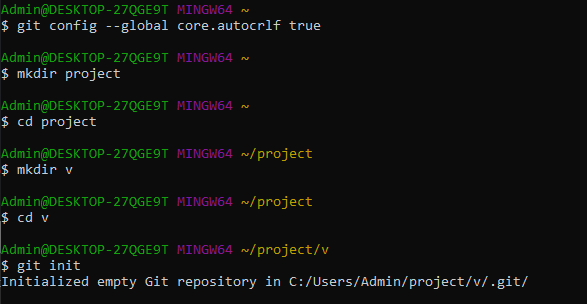 Admin@DESKTOP-27QGE9T MINGW64 ~
$ git config --global core.autocrlf true
Admin@DESKTOP-27QGE9T MINGW64 ~
$ mkdir project
Admin@DESKTOP-27QGE9T MINGW64 ~
$ cd project
Admin@DESKTOP-27QGE9T MINGW64 ~/project
$ mkdir v
Admin@DESKTOP-27QGE9T MINGW64 ~/project
$ cd v
Admin@DESKTOP-27QGE9T MINGW64 ~/project/v
$ git init
Initialized empty Git repository in C:/Users/Admin/project/v/.git/